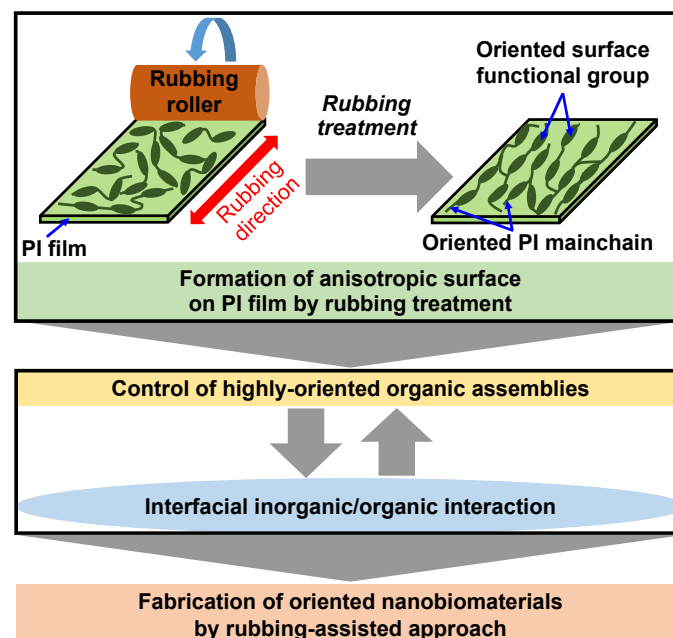 Rubbing
roller
Rubbing
direction
PI film
Rubbing
treatment
Oriented surface
functional group
Oriented PI mainchain
Formation of anisotropic surface
on PI film by rubbing treatment
Control of highly-oriented organic assemblies
Interfacial inorganic/organic interaction
Fabrication of oriented nanobiomaterials
by rubbing-assisted approach